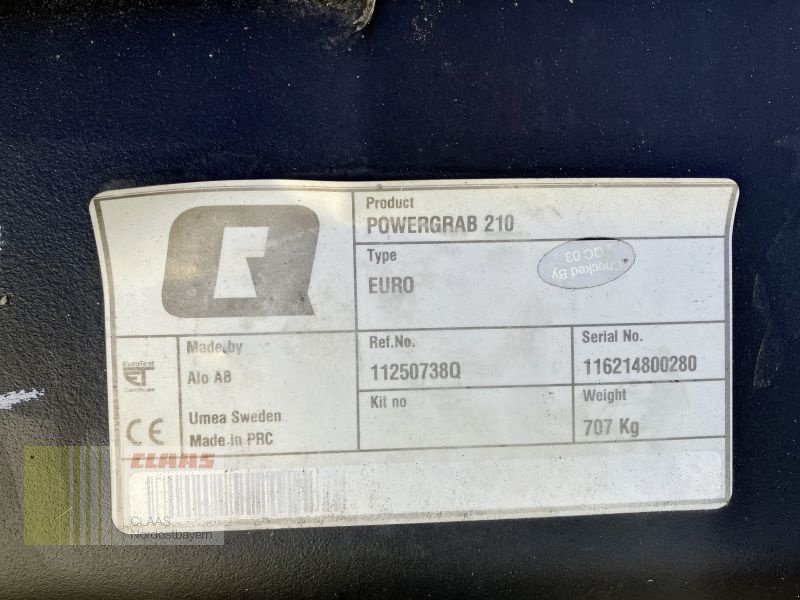 Product
POWERGRAB 210
Type
EURO
Checked By
QC 03
EuroTest
ET
Certificate
CE
Made.by
Alo AB
Umea Sweden
Made in PRC
Ref.No.
11250738Q
Serial No.
116214800280
Kit no
Weight
707 Kg
CLAAS
CLAAS
Nordostbayern